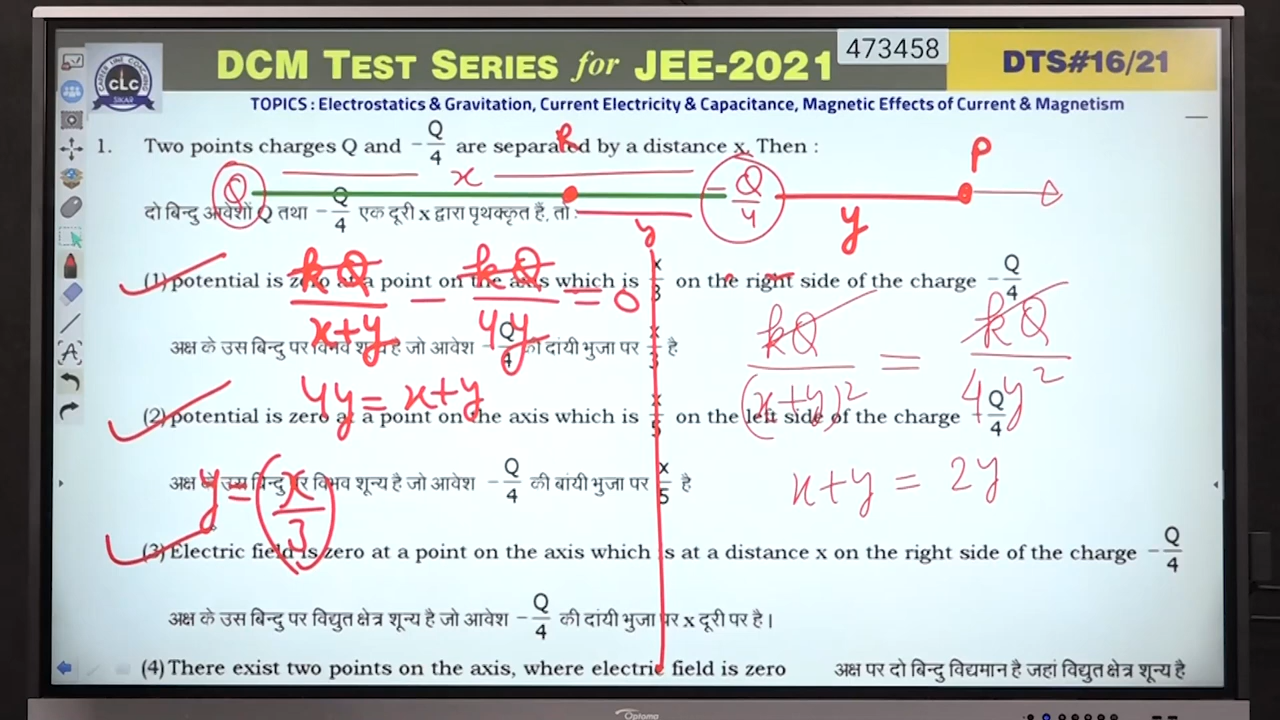 DCM TEST SERIES for JEE-2021
473458
DTS#16/21
CAREER LINE COACHING CLC SIKAR
TOPICS : Electrostatics & Gravitation, Current Electricity & Capacitance, Magnetic Effects of Current & Magnetism
1. Two points charges Q and -Q/4 are separated by a distance x. Then :
R
P
x
Q
-Q/4
दो बिन्दु आवेशों Q तथा -Q/4 एक दूरी x द्वारा पृथक्कृत हैं, तो :
y
y
(1) potential is zero at a point on the axis which is x/3 on the right side of the charge -Q/4
kQ/x+y - kQ/4y = 0
अक्ष के उस बिन्दु पर विभव शून्य है जो आवेश -Q/4 की दांयी भुजा पर x/3 है
kQ/(x+y)² = kQ/4y²
4y = x+y
(2) potential is zero at a point on the axis which is x/5 on the left side of the charge -Q/4
अक्ष के उस बिन्दु पर विभव शून्य है जो आवेश -Q/4 की बांयी भुजा पर x/5 है
y = x/3
x+y = 2y
(3) Electric field is zero at a point on the axis which is at a distance x on the right side of the charge -Q/4
अक्ष के उस बिन्दु पर विद्युत क्षेत्र शून्य है जो आवेश -Q/4 की दांयी भुजा पर x दूरी पर है।
(4) There exist two points on the axis, where electric field is zero अक्ष पर दो बिन्दु विद्यमान है जहां विद्युत क्षेत्र शून्य है
Optoma